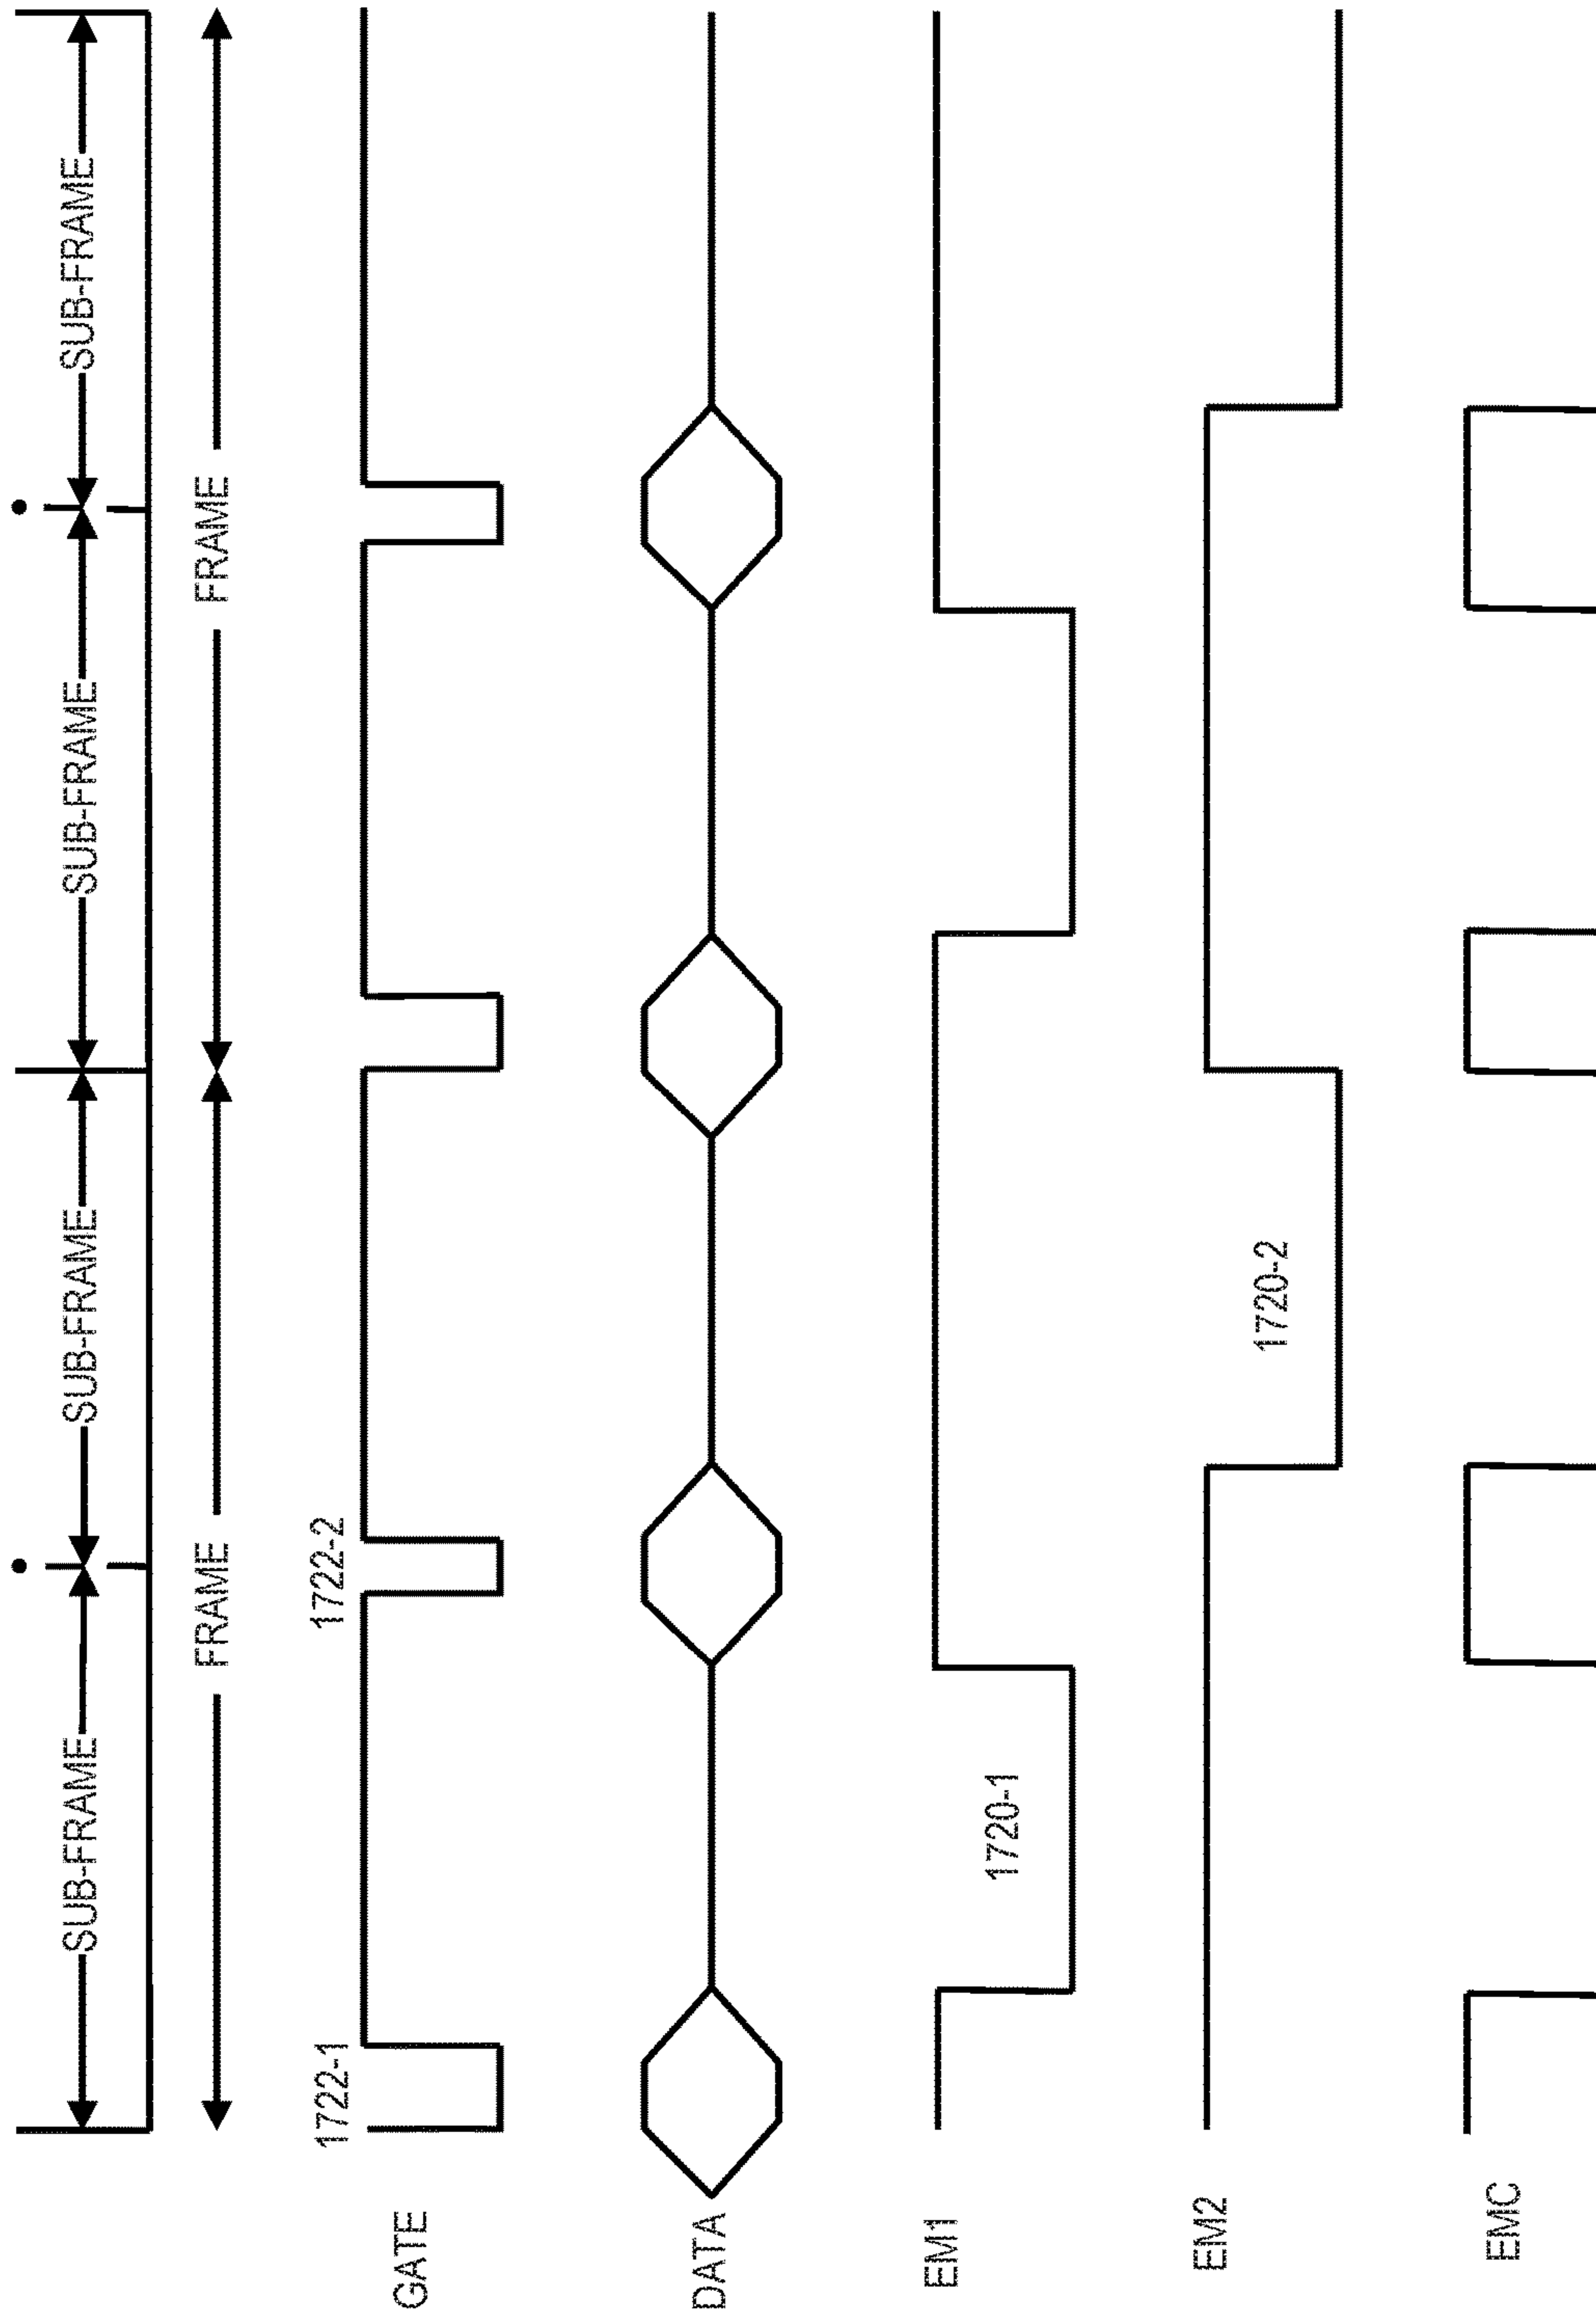 SUB-FRAME SUB-FRAME SUB-FRAME SUB-FRAME
FRAME FRAME
1722-1 1722-2
GATE
DATA
EM1
1720-1
EM2
1720-2
EMC